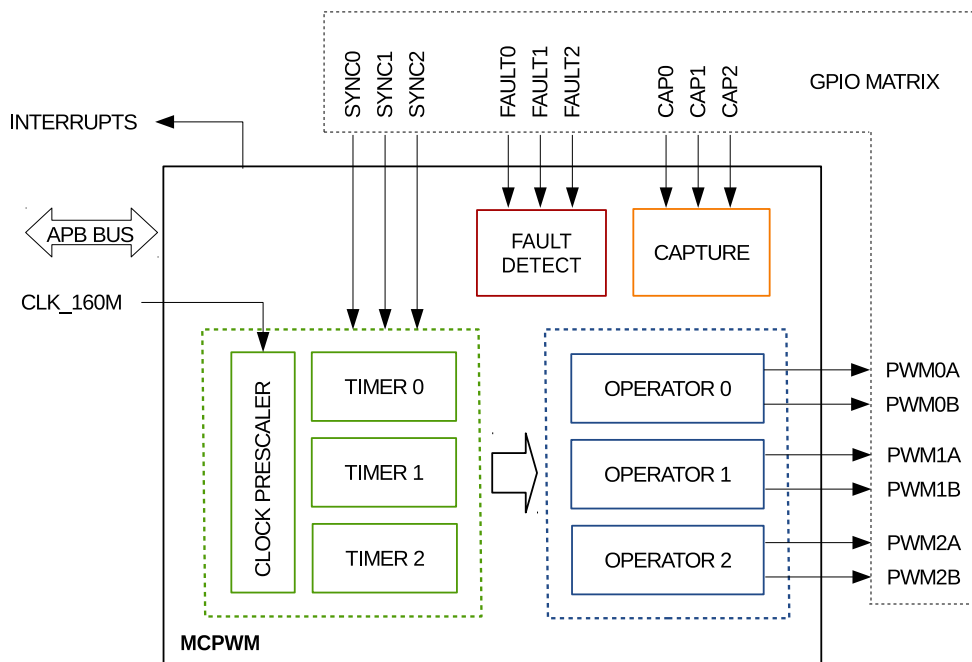 SYNC0
SYNC1
SYNC2
FAULT0
FAULT1
FAULT2
CAP0
CAP1
CAP2
GPIO MATRIX
INTERRUPTS
APB BUS
FAULT
DETECT
CAPTURE
CLK_160M
CLOCK PRESCALER
TIMER 0
TIMER 1
TIMER 2
OPERATOR 0
OPERATOR 1
OPERATOR 2
PWM0A
PWM0B
PWM1A
PWM1B
PWM2A
PWM2B
MCPWM